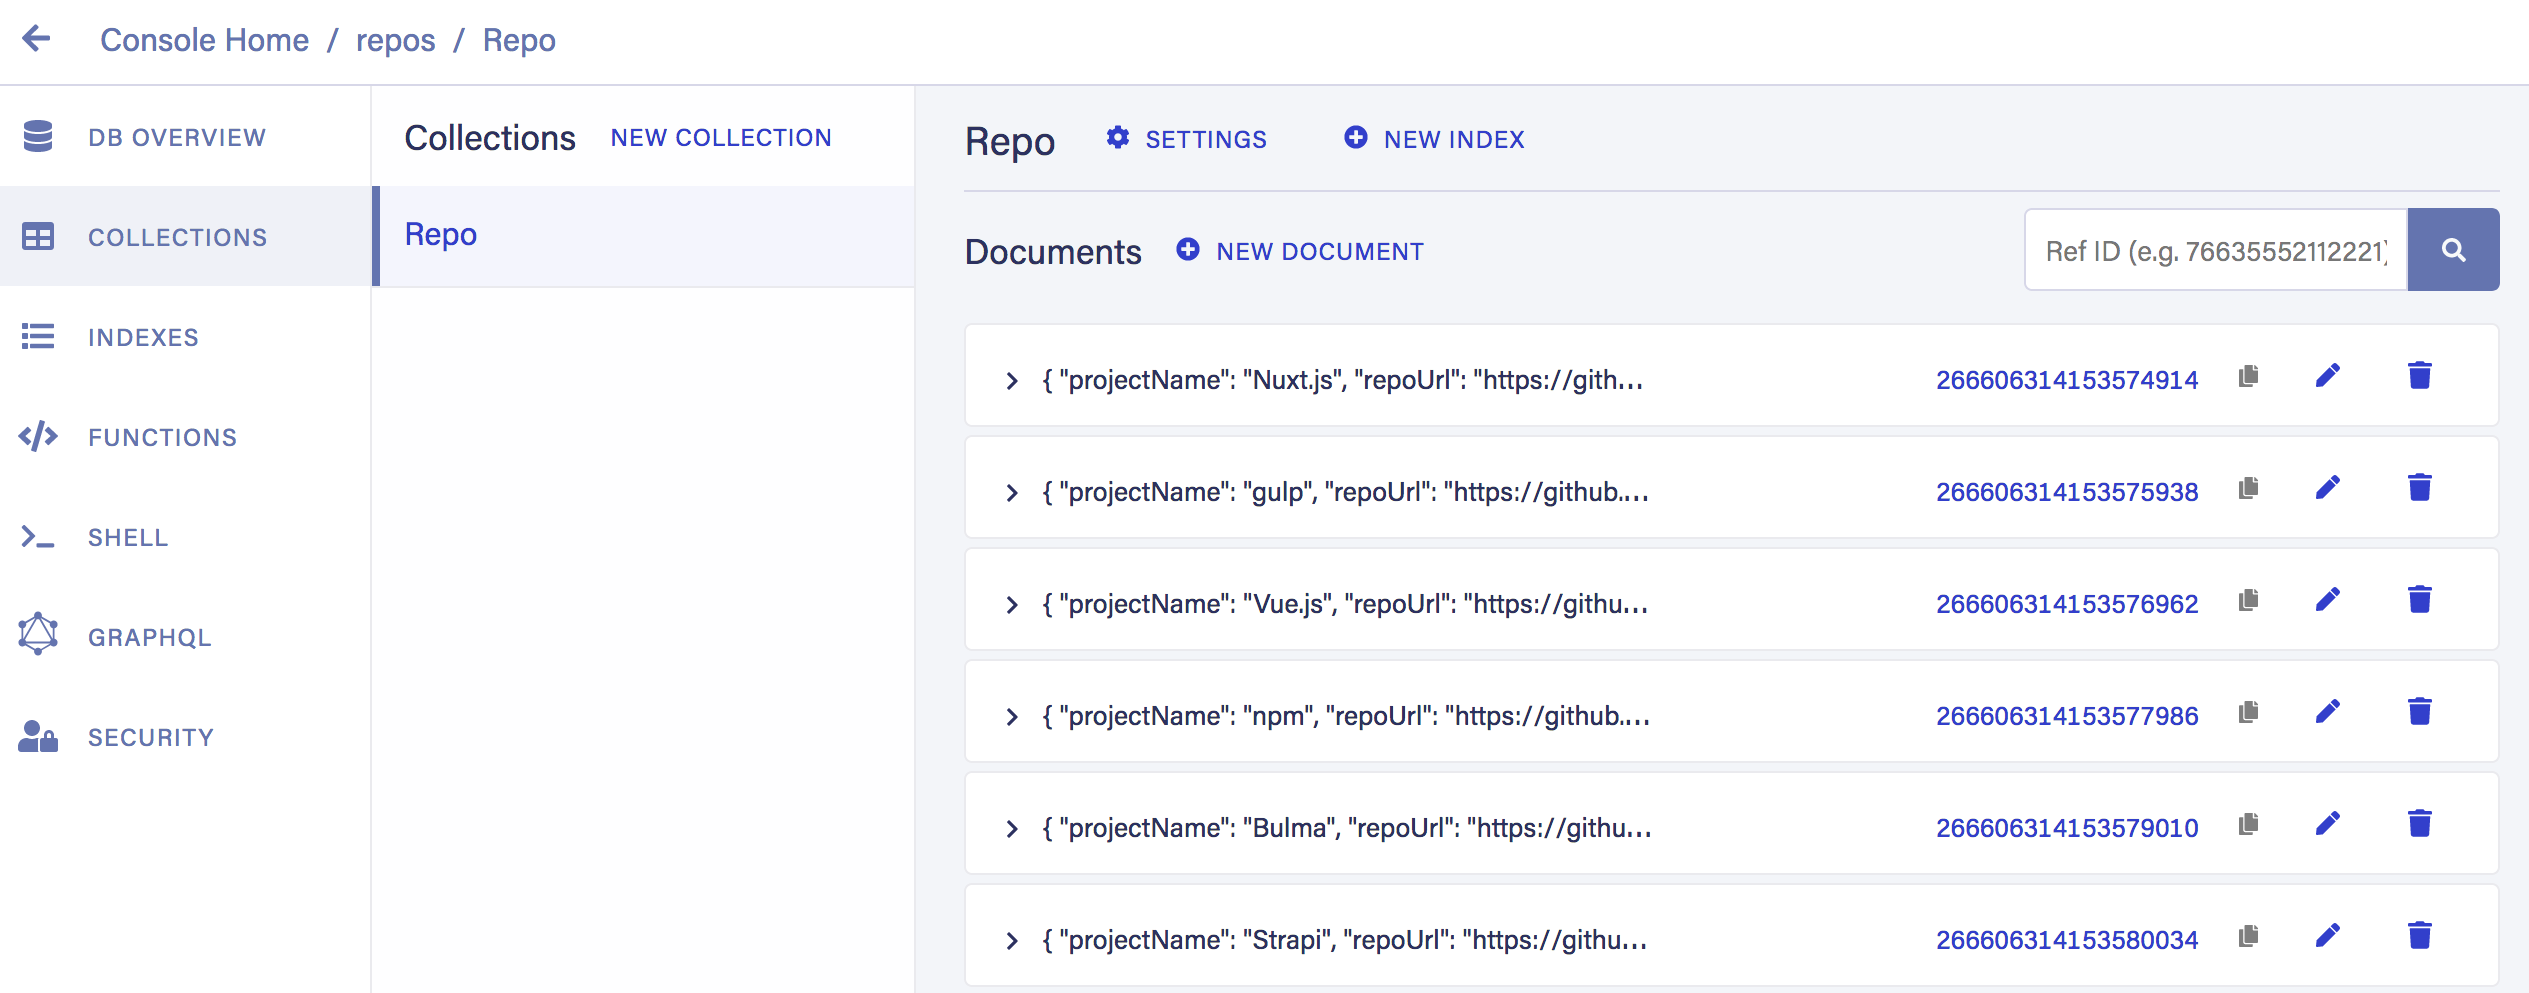 Console Home / repos / Repo
DB OVERVIEW
COLLECTIONS
INDEXES
FUNCTIONS
SHELL
GRAPHQL
SECURITY
Collections NEW COLLECTION
Repo
Repo SETTINGS NEW INDEX
Documents NEW DOCUMENT
Ref ID (e.g. 76635552112221)
{ "projectName": "Nuxt.js", "repoUrl": "https://gith... 266606314153574914
{ "projectName": "gulp", "repoUrl": "https://github.... 266606314153575938
{ "projectName": "Vue.js", "repoUrl": "https://githu... 266606314153576962
{ "projectName": "npm", "repoUrl": "https://github.... 266606314153577986
{ "projectName": "Bulma", "repoUrl": "https://githu... 266606314153579010
{ "projectName": "Strapi", "repoUrl": "https://githu... 266606314153580034